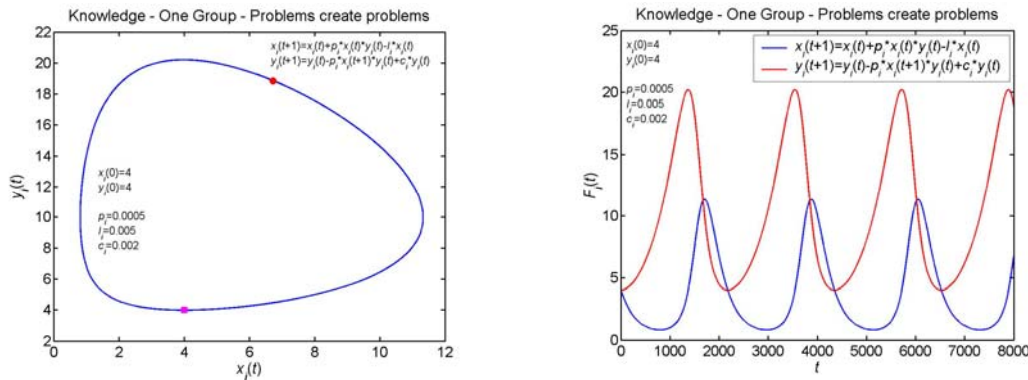 Knowledge - One Group - Problems create problems
22
20
18
16
14
12
10
8
6
4
2
y_i(t)
x_i(t+1)=x_i(t)+p_i*x_i(t)*y_i(t)-l_i*x_i(t)
y_i(t+1)=y_i(t)-p_i*x_i(t+1)*y_i(t)+c_i*y_i(t)
x_i(0)=4
y_i(0)=4
p_i=0.0005
l_i=0.005
c_i=0.002
0 2 4 6 8 10 12
x_i(t)
Knowledge - One Group - Problems create problems
25
20
15
10
5
0
F_i(t)
x_i(0)=4
y_i(0)=4
p_i=0.0005
l_i=0.005
c_i=0.002
x_i(t+1)=x_i(t)+p_i*x_i(t)*y_i(t)-l_i*x_i(t)
y_i(t+1)=y_i(t)-p_i*x_i(t+1)*y_i(t)+c_i*y_i(t)
0 1000 2000 3000 4000 5000 6000 7000 8000
t